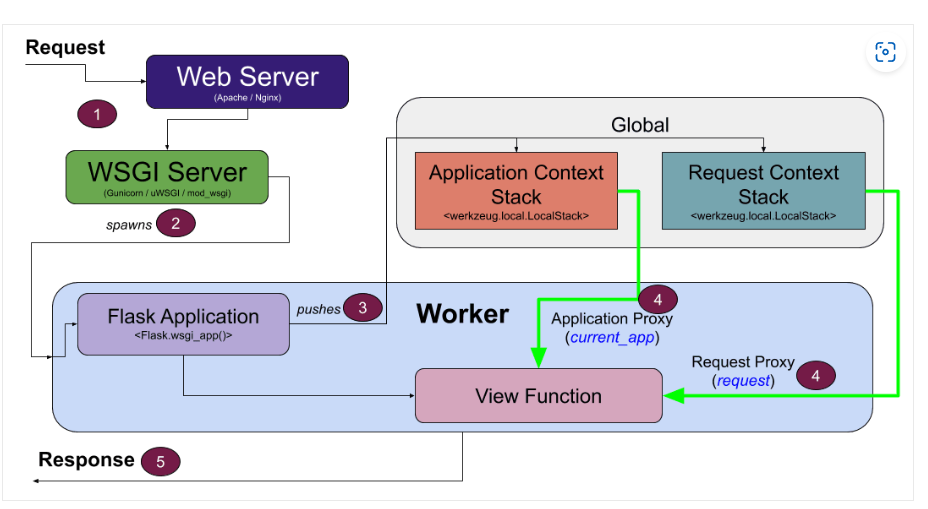 Request
Web Server
(Apache / Nginx)
1
Global
WSGI Server
(Gunicorn / uWSGI / mod_wsgi)
Application Context
Stack
<werkzeug.local.LocalStack>
Request Context
Stack
<werkzeug.local.LocalStack>
spawns
2
Flask Application
<Flask.wsgi_app()>
pushes
3
Worker
4
Application Proxy
(current_app)
Request Proxy
(request)
4
View Function
Response
5